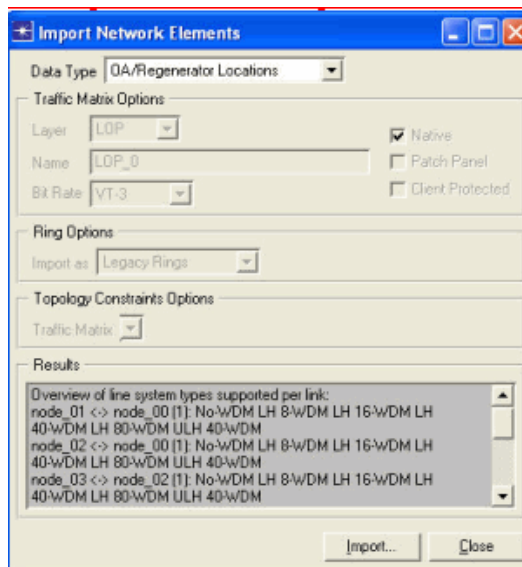 Import Network Elements
Data Type OA/Regenerator Locations
Traffic Matrix Options
Layer LOP
Native
Name LOP_0
Patch Panel
Bit Rate VT-3
Client Protected
Ring Options
Import as Legacy Rings
Topology Constraints Options
Traffic Matrix
Results
Overview of line system types supported per link:
node_01 <-> node_00 [1]: No-WDM LH 8-WDM LH 16-WDM LH
40-WDM LH 80-WDM ULH 40-WDM
node_02 <-> node_00 [1]: No-WDM LH 8-WDM LH 16-WDM LH
40-WDM LH 80-WDM ULH 40-WDM
node_03 <-> node_02 [1]: No-WDM LH 8-WDM LH 16-WDM LH
40-WDM LH 80-WDM ULH 40-WDM
Import... Close